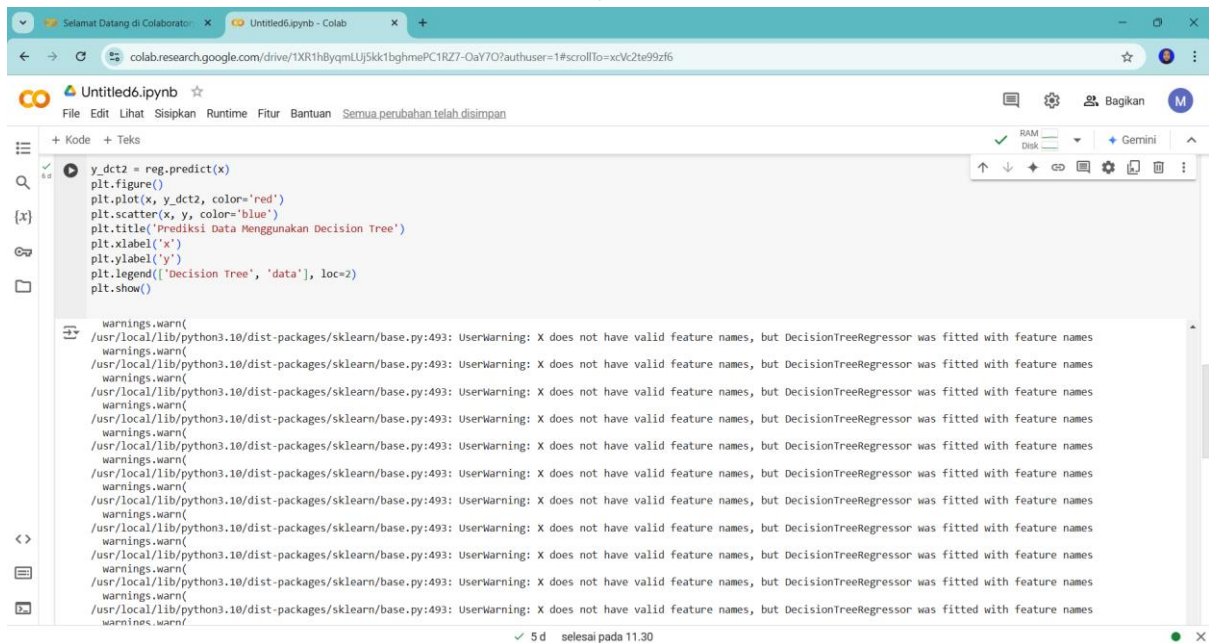 Selamat Datang di Colaborator
Untitled6.ipynb - Colab
colab.research.google.com/drive/1XR1hByqmLUj5kk1bghmePC1RZ7-OaY7O?authuser=1#scrollTo=xcVc2te99zf6
Untitled6.ipynb
File Edit Lihat Sisipkan Runtime Fitur Bantuan Semua perubahan telah disimpan
Bagikan
M
+ Kode + Teks
RAM
Disk
Gemini
6 d
y_dct2 = reg.predict(x)
plt.figure()
plt.plot(x, y_dct2, color='red')
plt.scatter(x, y, color='blue')
plt.title('Prediksi Data Menggunakan Decision Tree')
plt.xlabel('x')
plt.ylabel('y')
plt.legend(['Decision Tree', 'data'], loc=2)
plt.show()
warnings.warn(
/usr/local/lib/python3.10/dist-packages/sklearn/base.py:493: UserWarning: X does not have valid feature names, but DecisionTreeRegressor was fitted with feature names
warnings.warn(
/usr/local/lib/python3.10/dist-packages/sklearn/base.py:493: UserWarning: X does not have valid feature names, but DecisionTreeRegressor was fitted with feature names
warnings.warn(
/usr/local/lib/python3.10/dist-packages/sklearn/base.py:493: UserWarning: X does not have valid feature names, but DecisionTreeRegressor was fitted with feature names
warnings.warn(
/usr/local/lib/python3.10/dist-packages/sklearn/base.py:493: UserWarning: X does not have valid feature names, but DecisionTreeRegressor was fitted with feature names
warnings.warn(
/usr/local/lib/python3.10/dist-packages/sklearn/base.py:493: UserWarning: X does not have valid feature names, but DecisionTreeRegressor was fitted with feature names
warnings.warn(
/usr/local/lib/python3.10/dist-packages/sklearn/base.py:493: UserWarning: X does not have valid feature names, but DecisionTreeRegressor was fitted with feature names
warnings.warn(
/usr/local/lib/python3.10/dist-packages/sklearn/base.py:493: UserWarning: X does not have valid feature names, but DecisionTreeRegressor was fitted with feature names
warnings.warn(
/usr/local/lib/python3.10/dist-packages/sklearn/base.py:493: UserWarning: X does not have valid feature names, but DecisionTreeRegressor was fitted with feature names
warnings.warn(
/usr/local/lib/python3.10/dist-packages/sklearn/base.py:493: UserWarning: X does not have valid feature names, but DecisionTreeRegressor was fitted with feature names
warnings.warn(
/usr/local/lib/python3.10/dist-packages/sklearn/base.py:493: UserWarning: X does not have valid feature names, but DecisionTreeRegressor was fitted with feature names
warnings.warn(
/usr/local/lib/python3.10/dist-packages/sklearn/base.py:493: UserWarning: X does not have valid feature names, but DecisionTreeRegressor was fitted with feature names
warnings.warn(
5 d selesai pada 11.30